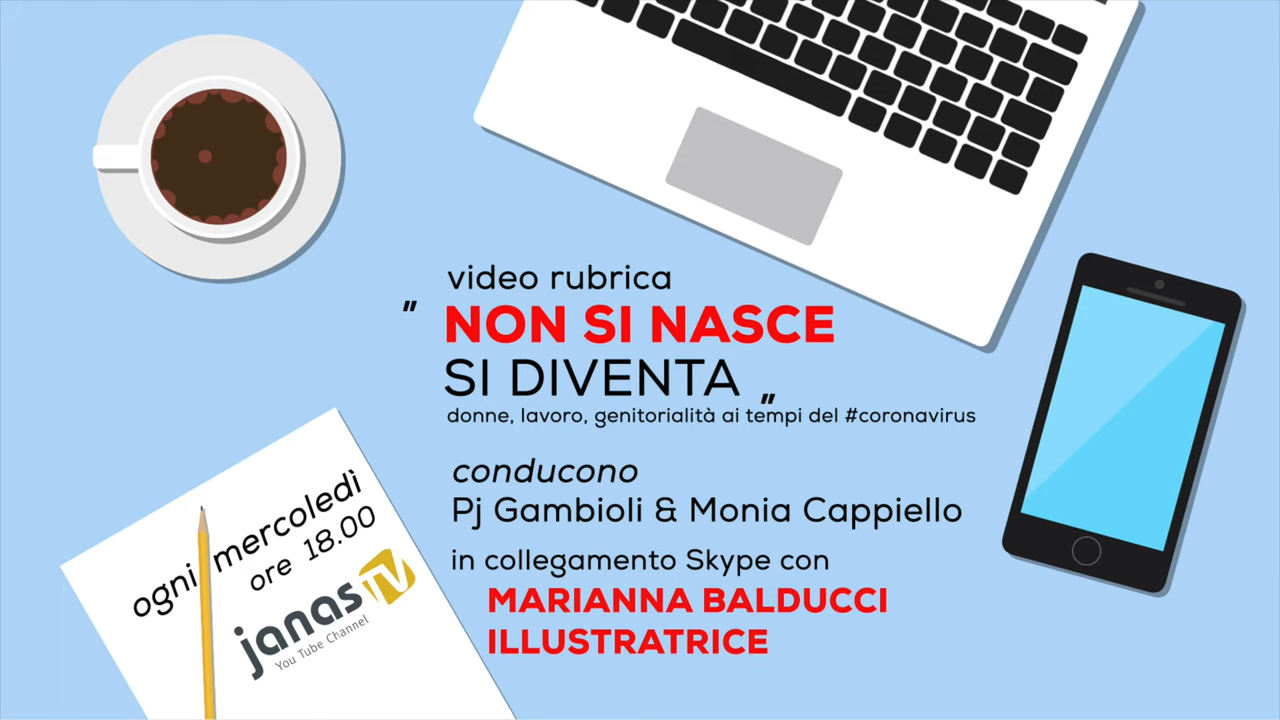 video rubrica
"NON SI NASCE
SI DIVENTA"
donne, lavoro, genitorialità ai tempi del #coronavirus
conducono
Pj Gambioli & Monia Cappiello
in collegamento Skype con
MARIANNA BALDUCCI
ILLUSTRATRICE
ogni mercoledì
ore 18.00
janas TV
You Tube Channel